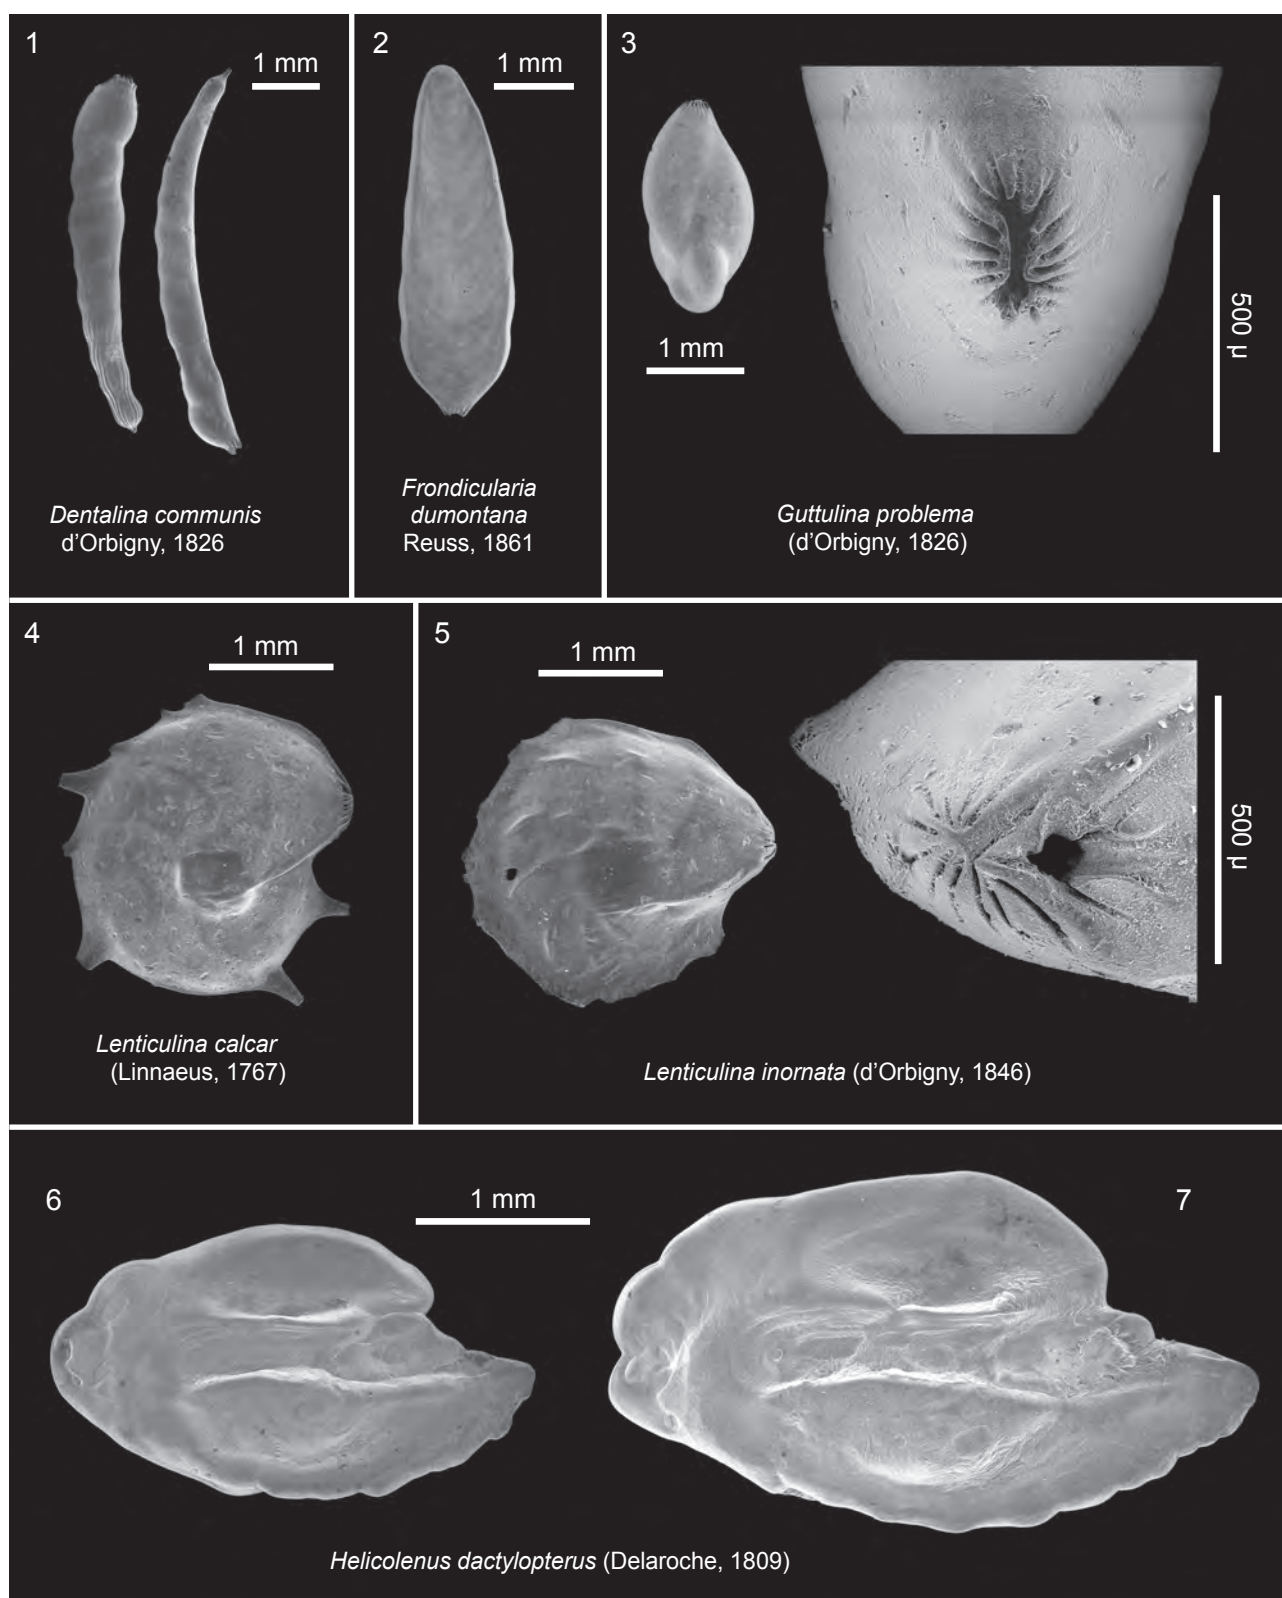 1
1 mm
2
1 mm
3
1 mm
500 µ
Dentalina communis
d’Orbigny, 1826
Frondicularia
dumontana
Reuss, 1861
Guttulina problema
(d’Orbigny, 1826)
4
1 mm
5
1 mm
500 µ
Lenticulina calcar
(Linnaeus, 1767)
Lenticulina inornata (d’Orbigny, 1846)
6
1 mm
7
Helicolenus dactylopterus (Delaroche, 1809)